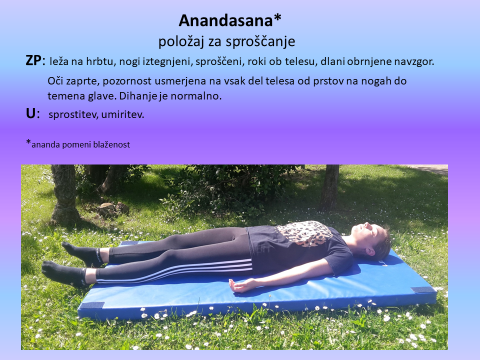 Anandasana*
položaj za sproščanje
ZP: leža na hrbtu, nogi iztegnjeni, sproščeni, roki ob telesu, dlani obrnjene navzgor.
Oči zaprte, pozornost usmerjena na vsak del telesa od prstov na nogah do
temena glave. Dihanje je normalno.
U: sprostitev, umiritev.
*ananda pomeni blaženost